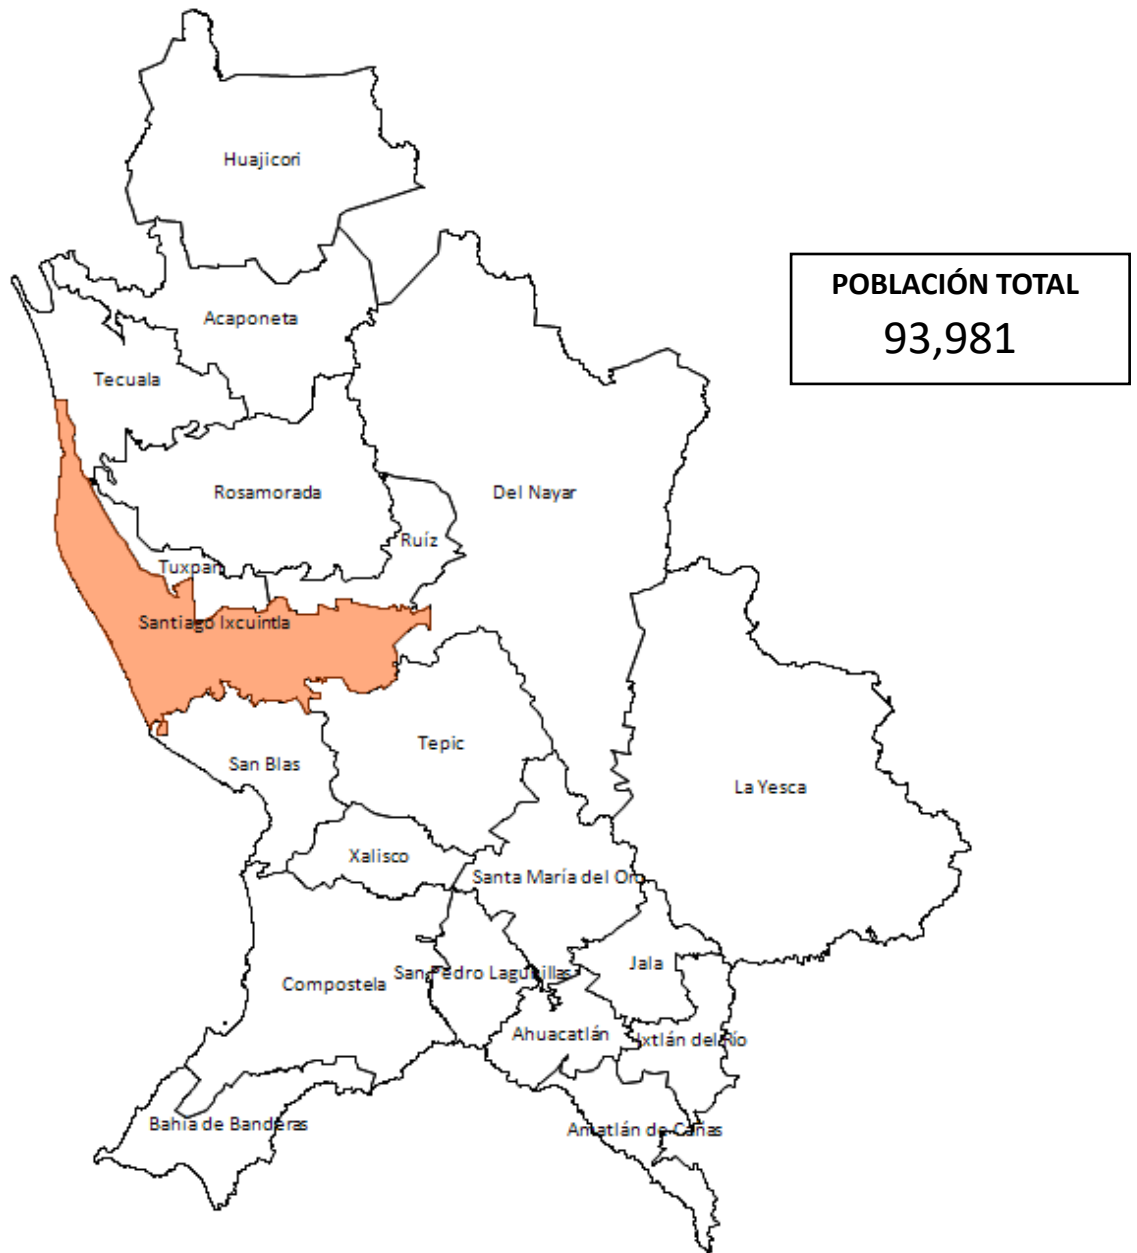 Huajicori
POBLACIÓN TOTAL
93,981
Acaponeta
Tecuala
Rosamorada
Del Nayar
Ruíz
Tuxpan
Santiago Ixcuintla
Tepic
San Blas
La Yesca
Xalisco
Santa María del Oro
Jala
San Pedro Lagunillas
Compostela
Ahuacatlán
Ixtlán del Río
Bahía de Banderas
Amatlán de Cañas